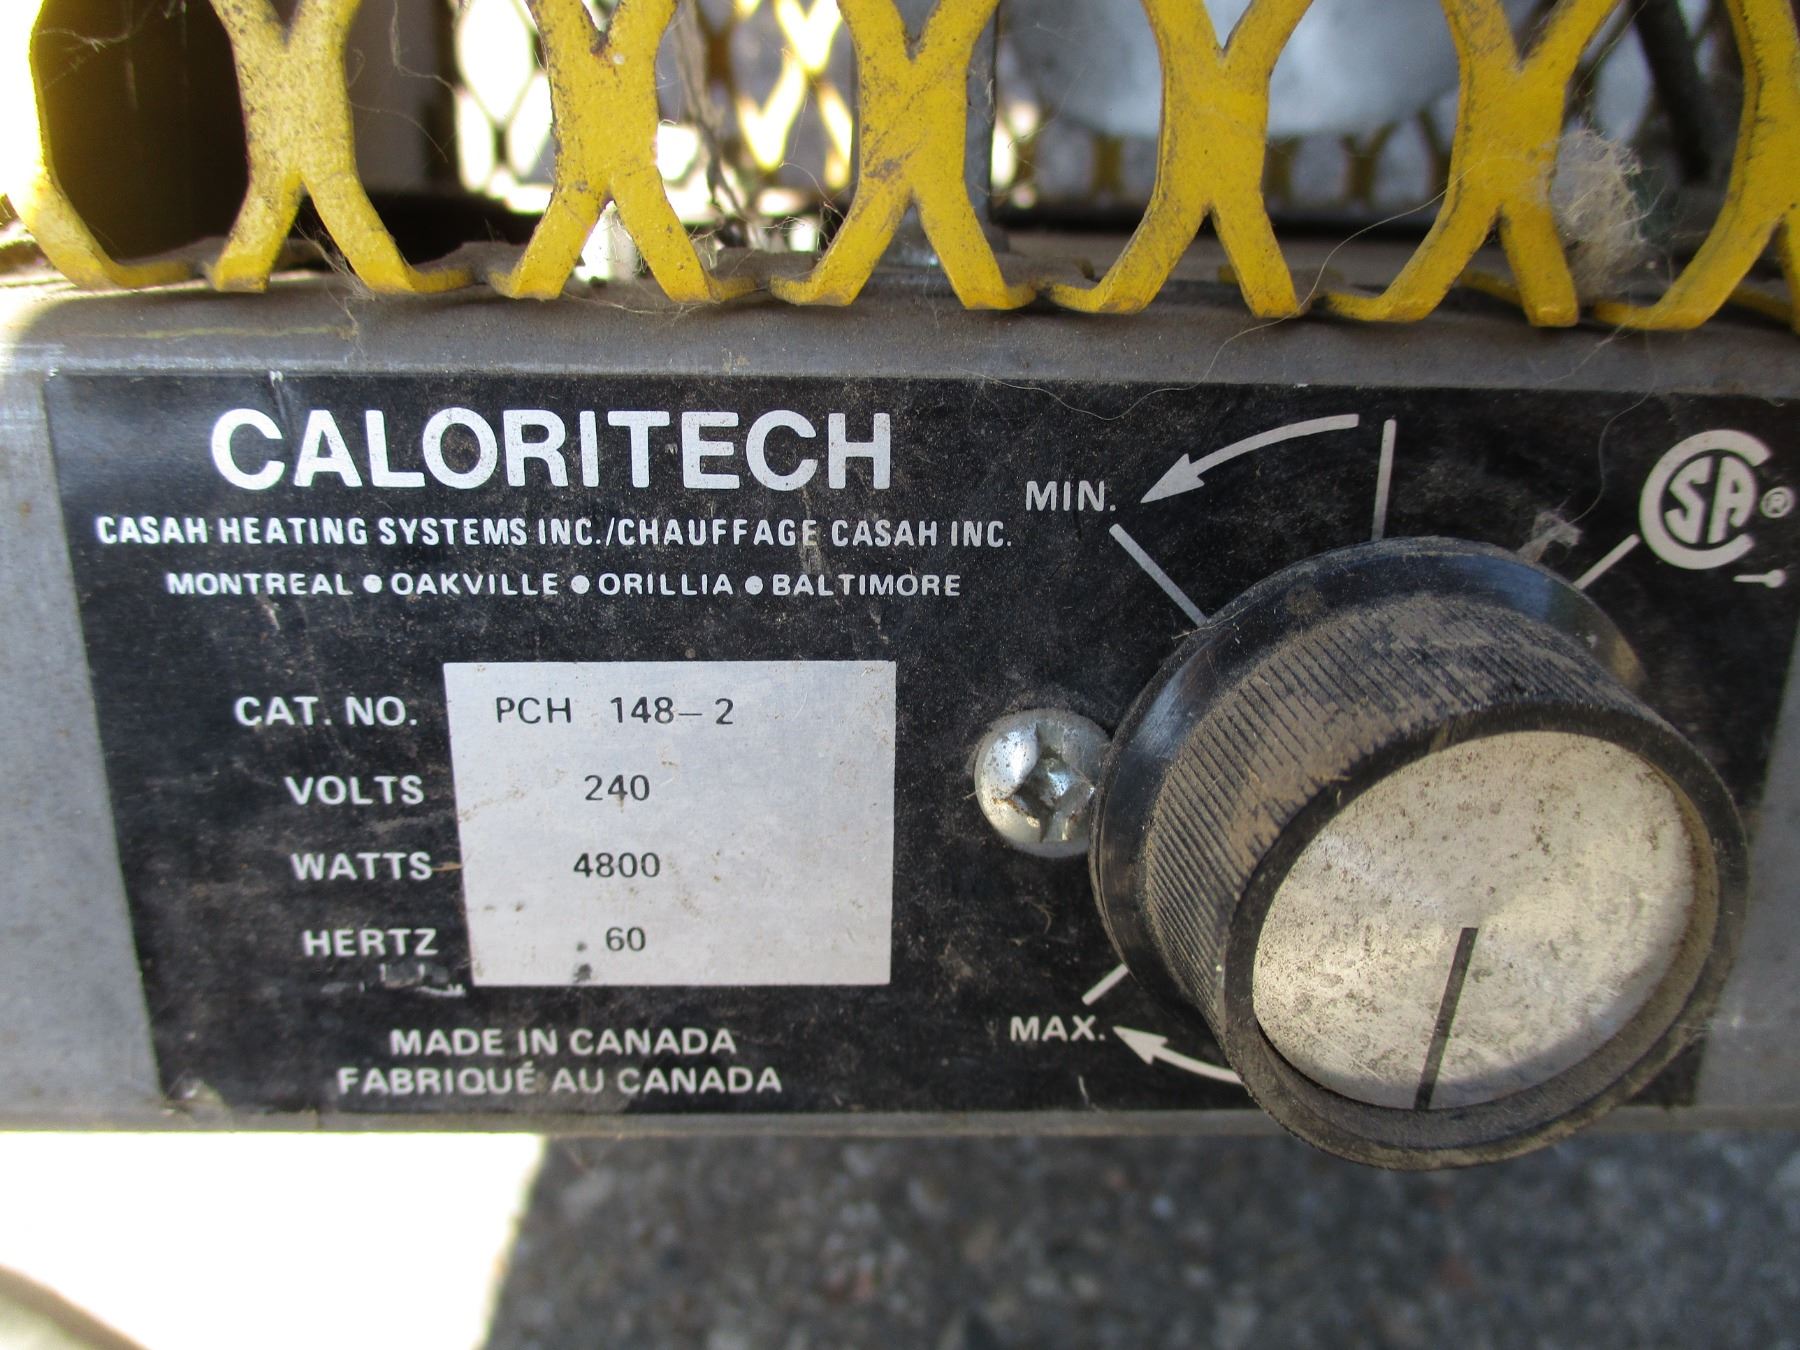 CALORITECH
CASAH HEATING SYSTEMS INC./CHAUFFAGE CASAH INC.
MONTREAL ● OAKVILLE ● ORILLIA ● BALTIMORE
CAT. NO. PCH 148-2
VOLTS 240
WATTS 4800
HERTZ 60
MADE IN CANADA
FABRIQUÉ AU CANADA
MIN.
MAX.
CSA ®